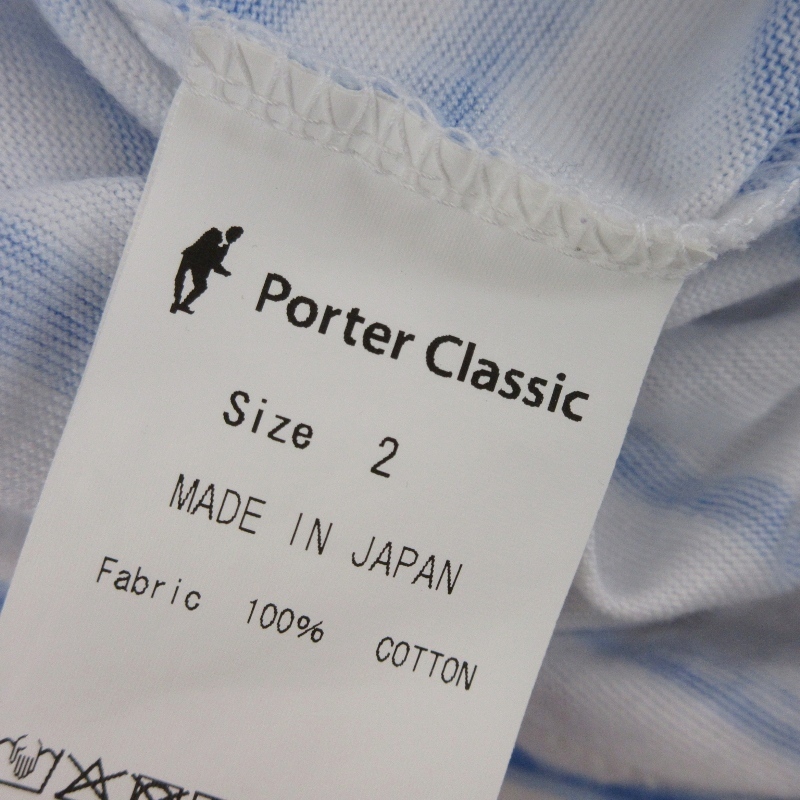 Porter Classic
Size 2
MADE IN JAPAN
Fabric 100% COTTON